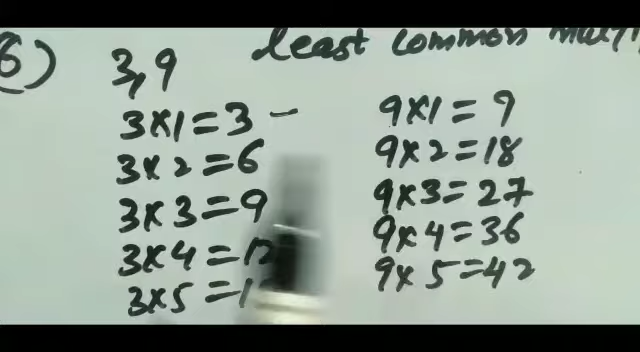 6) 3,9 least common
3x1=3 - 9x1=9
3x2=6 9x2=18
3x3=9 9x3=27
3x4= 9x4=36
3x5= 9x5=42